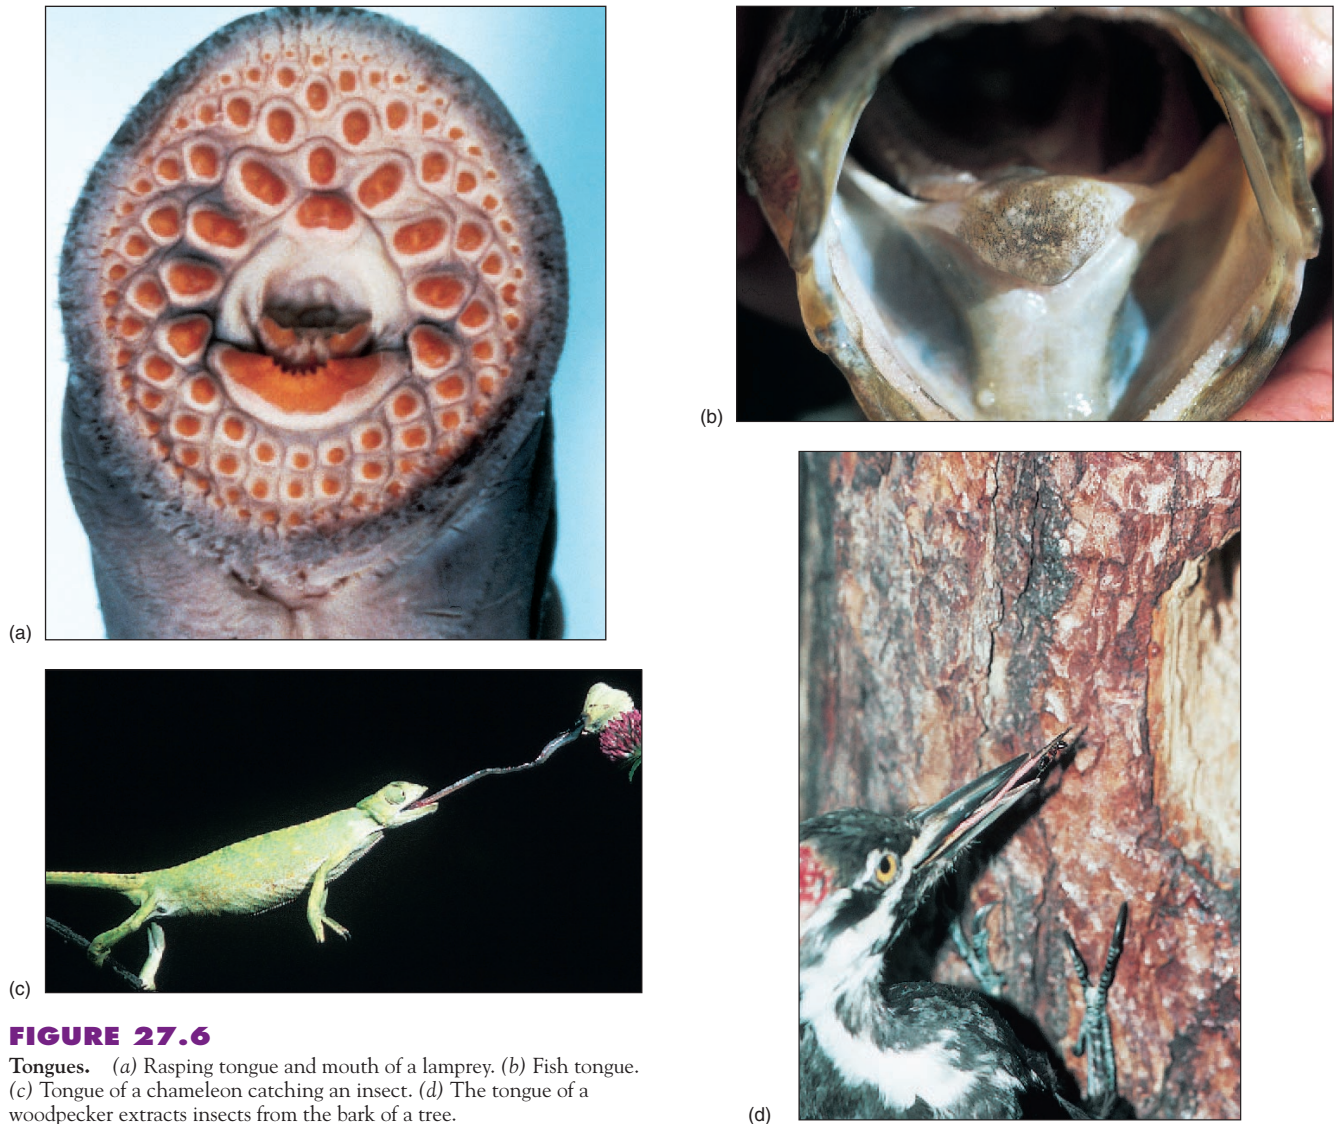 (a)
(b)
(c)
(d)
FIGURE 27.6
Tongues. (a) Rasping tongue and mouth of a lamprey. (b) Fish tongue.
(c) Tongue of a chameleon catching an insect. (d) The tongue of a
woodpecker extracts insects from the bark of a tree.